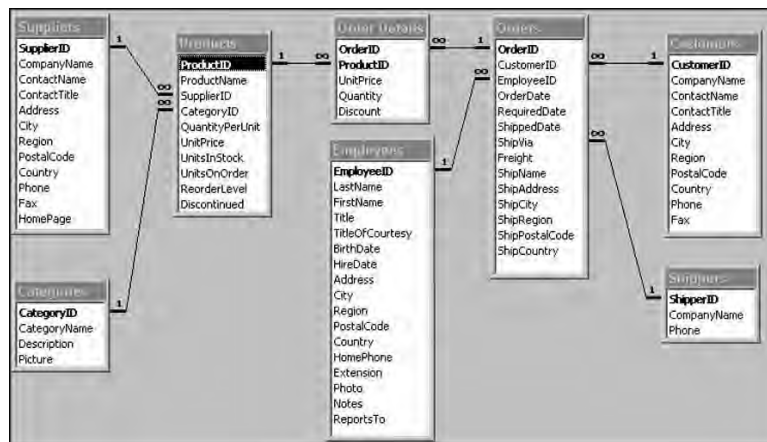 Suppliers
SupplierID
CompanyName
ContactName
ContactTitle
Address
City
Region
PostalCode
Country
Phone
Fax
HomePage
Categories
CategoryID
CategoryName
Description
Picture
Products
ProductID
ProductName
SupplierID
CategoryID
QuantityPerUnit
UnitPrice
UnitsInStock
UnitsOnOrder
ReorderLevel
Discontinued
Order Details
OrderID
ProductID
UnitPrice
Quantity
Discount
Employees
EmployeeID
LastName
FirstName
Title
TitleOfCourtesy
BirthDate
HireDate
Address
City
Region
PostalCode
Country
HomePhone
Extension
Photo
Notes
ReportsTo
Orders
OrderID
CustomerID
EmployeeID
OrderDate
RequiredDate
ShippedDate
ShipVia
Freight
ShipName
ShipAddress
ShipCity
ShipRegion
ShipPostalCode
ShipCountry
Customers
CustomerID
CompanyName
ContactName
ContactTitle
Address
City
Region
PostalCode
Country
Phone
Fax
Shippers
ShipperID
CompanyName
Phone
1
∞
∞
1
1
∞
∞
1
∞
1
∞
1
∞
1